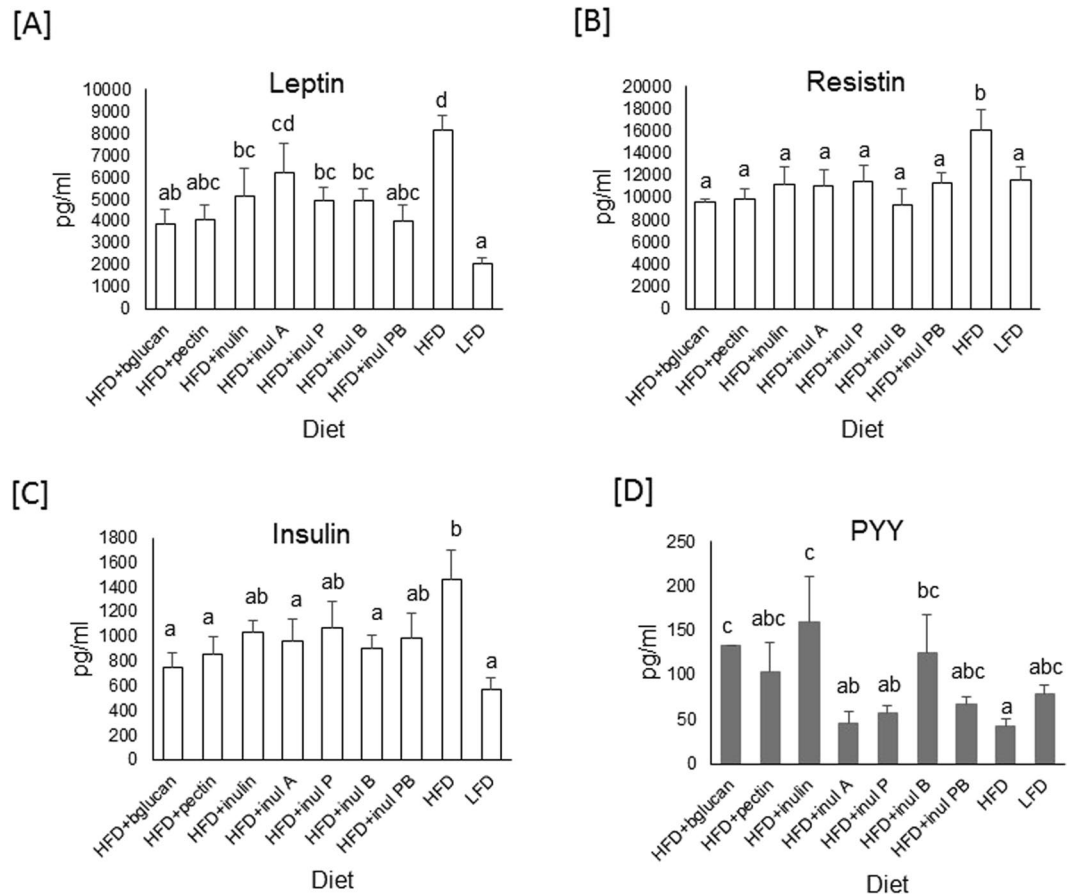 [A]
Leptin
pg/ml
10000
9000
8000
7000
6000
5000
4000
3000
2000
1000
0
ab
abc
bc
cd
bc
bc
abc
d
a
HFD+bglucan
HFD+pectin
HFD+inulin
HFD+inul A
HFD+inul P
HFD+inul B
HFD+inul PB
HFD
LFD
Diet
[B]
Resistin
pg/ml
20000
18000
16000
14000
12000
10000
8000
6000
4000
2000
0
a
a
a
a
a
a
a
b
a
HFD+bglucan
HFD+pectin
HFD+inulin
HFD+inul A
HFD+inul P
HFD+inul B
HFD+inul PB
HFD
LFD
Diet
[C]
Insulin
pg/ml
1800
1600
1400
1200
1000
800
600
400
200
0
a
a
ab
a
ab
a
ab
b
a
HFD+bglucan
HFD+pectin
HFD+inulin
HFD+inul A
HFD+inul P
HFD+inul B
HFD+inul PB
HFD
LFD
Diet
[D]
PYY
pg/ml
250
200
150
100
50
0
c
abc
c
ab
ab
bc
abc
a
abc
HFD+bglucan
HFD+pectin
HFD+inulin
HFD+inul A
HFD+inul P
HFD+inul B
HFD+inul PB
HFD
LFD
Diet